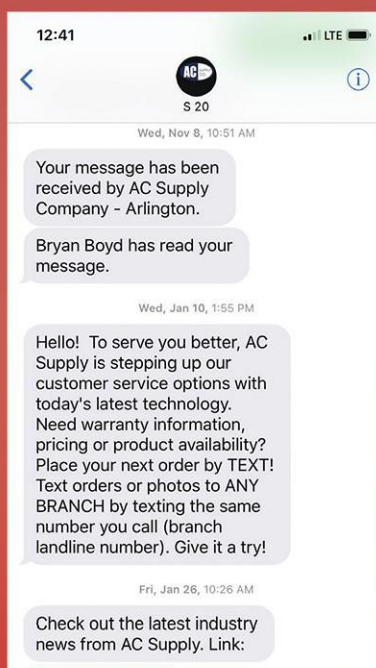 12:41
LTE
AC
S 20
Wed, Nov 8, 10:51 AM
Your message has been
received by AC Supply
Company - Arlington.
Bryan Boyd has read your
message.
Wed, Jan 10, 1:55 PM
Hello!  To serve you better, AC
Supply is stepping up our
customer service options with
today's latest technology.
Need warranty information,
pricing or product availability?
Place your next order by TEXT!
Text orders or photos to ANY
BRANCH by texting the same
number you call (branch
landline number). Give it a try!
Fri, Jan 26, 10:26 AM
Check out the latest industry
news from AC Supply. Link: